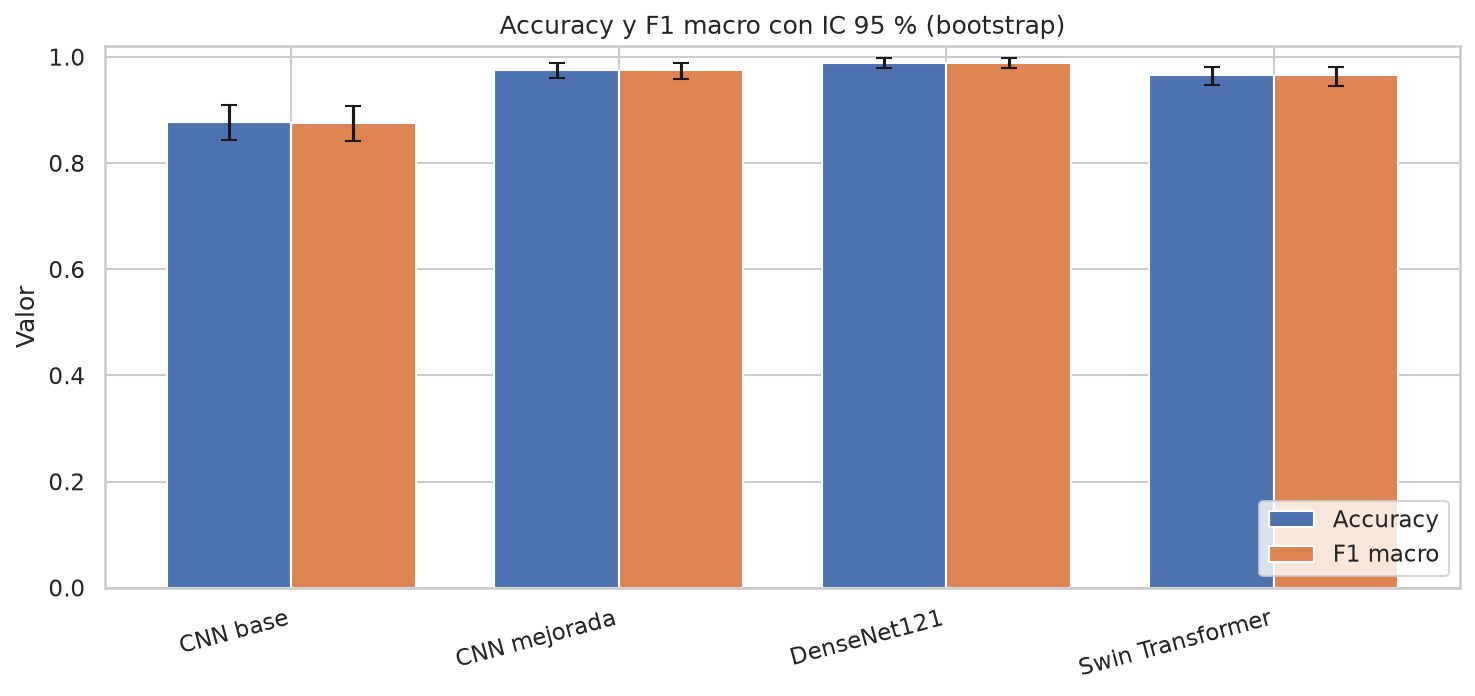 Accuracy y F1 macro con IC 95 % (bootstrap)
Valor
1.0
0.8
0.6
0.4
0.2
0.0
CNN base
CNN mejorada
DenseNet121
Swin Transformer
Accuracy
F1 macro